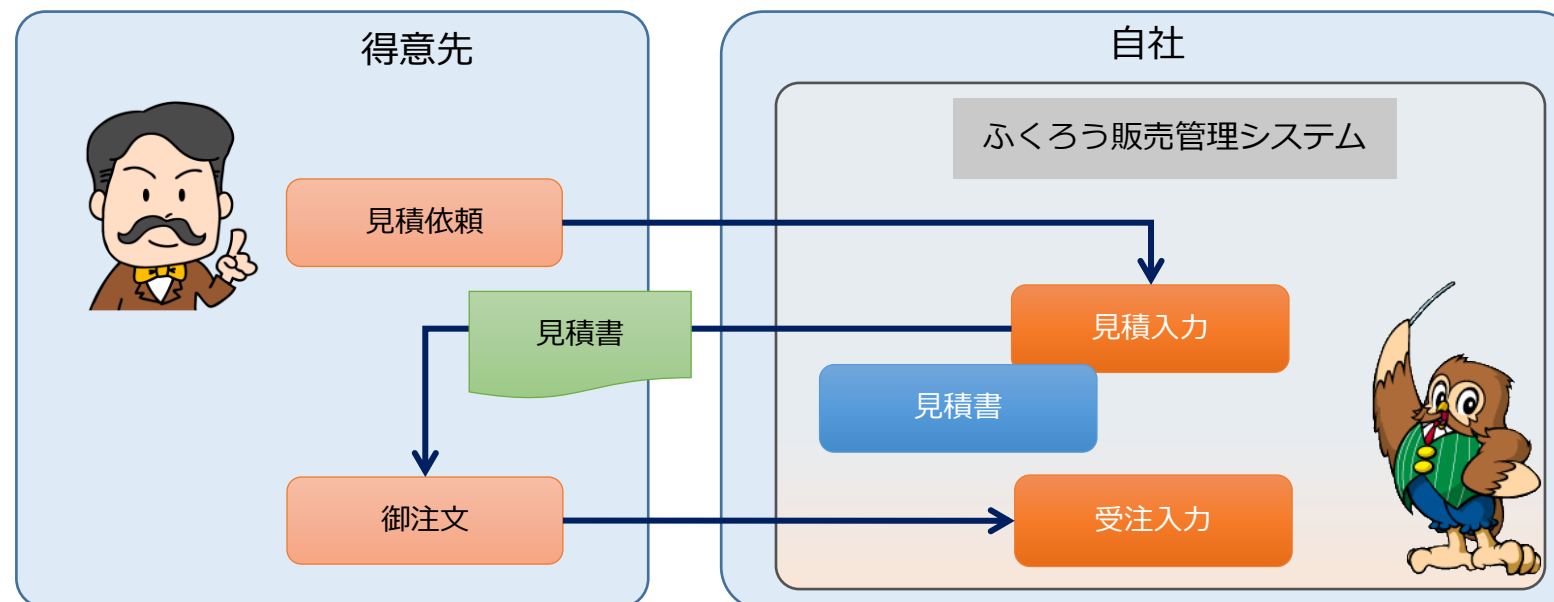 得意先
自社
ふくろう販売管理システム
見積依頼
見積入力
見積書
見積書
御注文
受注入力